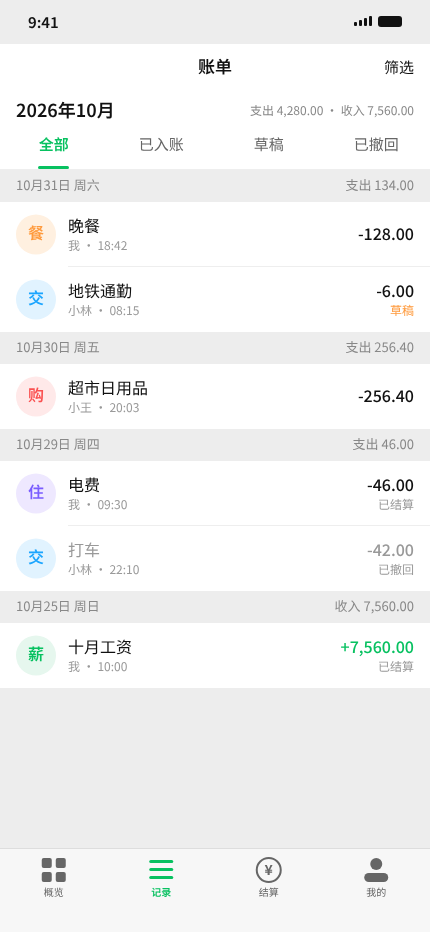 9:41
账单
筛选
2026年10月
支出 4,280.00 · 收入 7,560.00
全部 已入账 草稿 已撤回
10月31日 周六 支出 134.00
餐 晚餐 -128.00
我 · 18:42
交 地铁通勤 -6.00
小林 · 08:15 草稿
10月30日 周五 支出 256.40
购 超市日用品 -256.40
小王 · 20:03
10月29日 周四 支出 46.00
住 电费 -46.00
我 · 09:30 已结算
交 打车 -42.00
小林 · 22:10 已撤回
10月25日 周日 收入 7,560.00
薪 十月工资 +7,560.00
我 · 10:00 已结算
¥
概览 记录 结算 我的